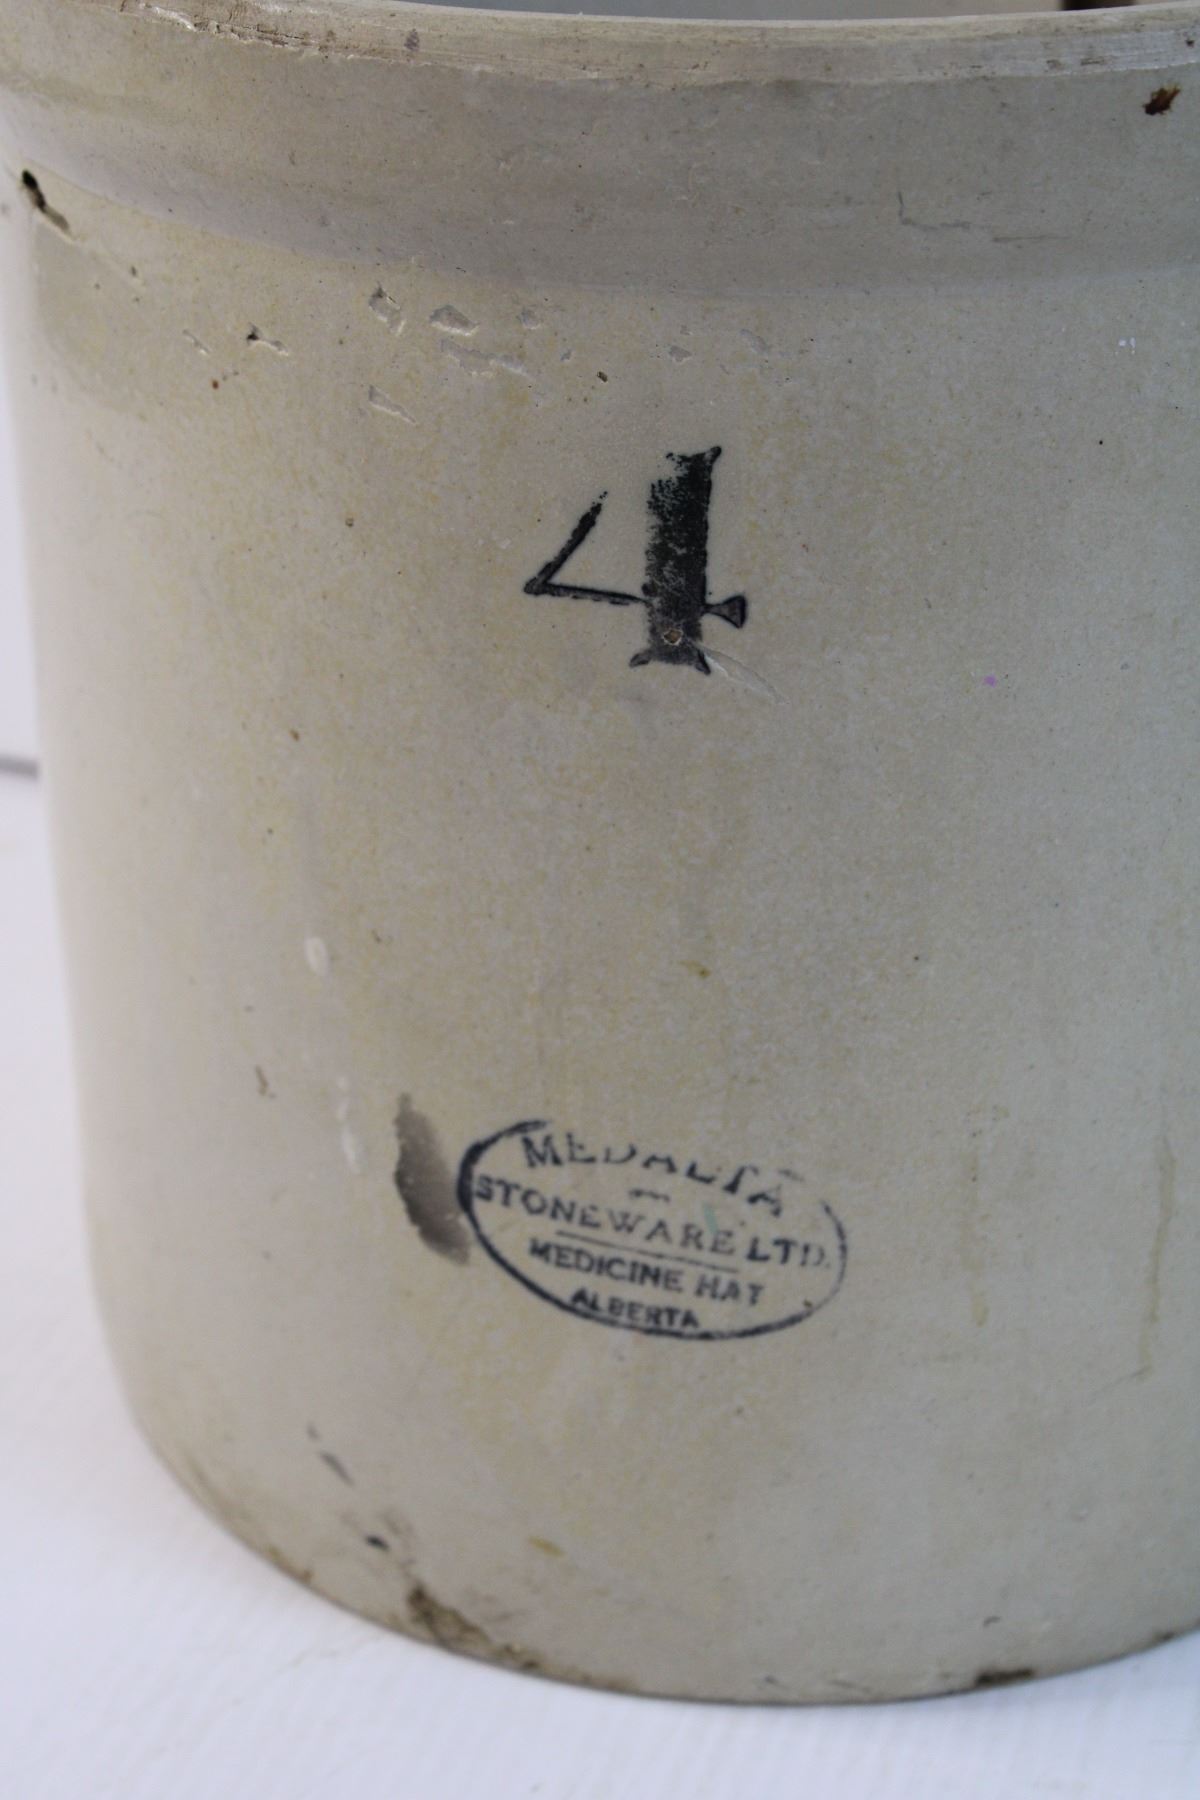 4
MEDALTA
STONEWARE LTD.
MEDICINE HAT
ALBERTA